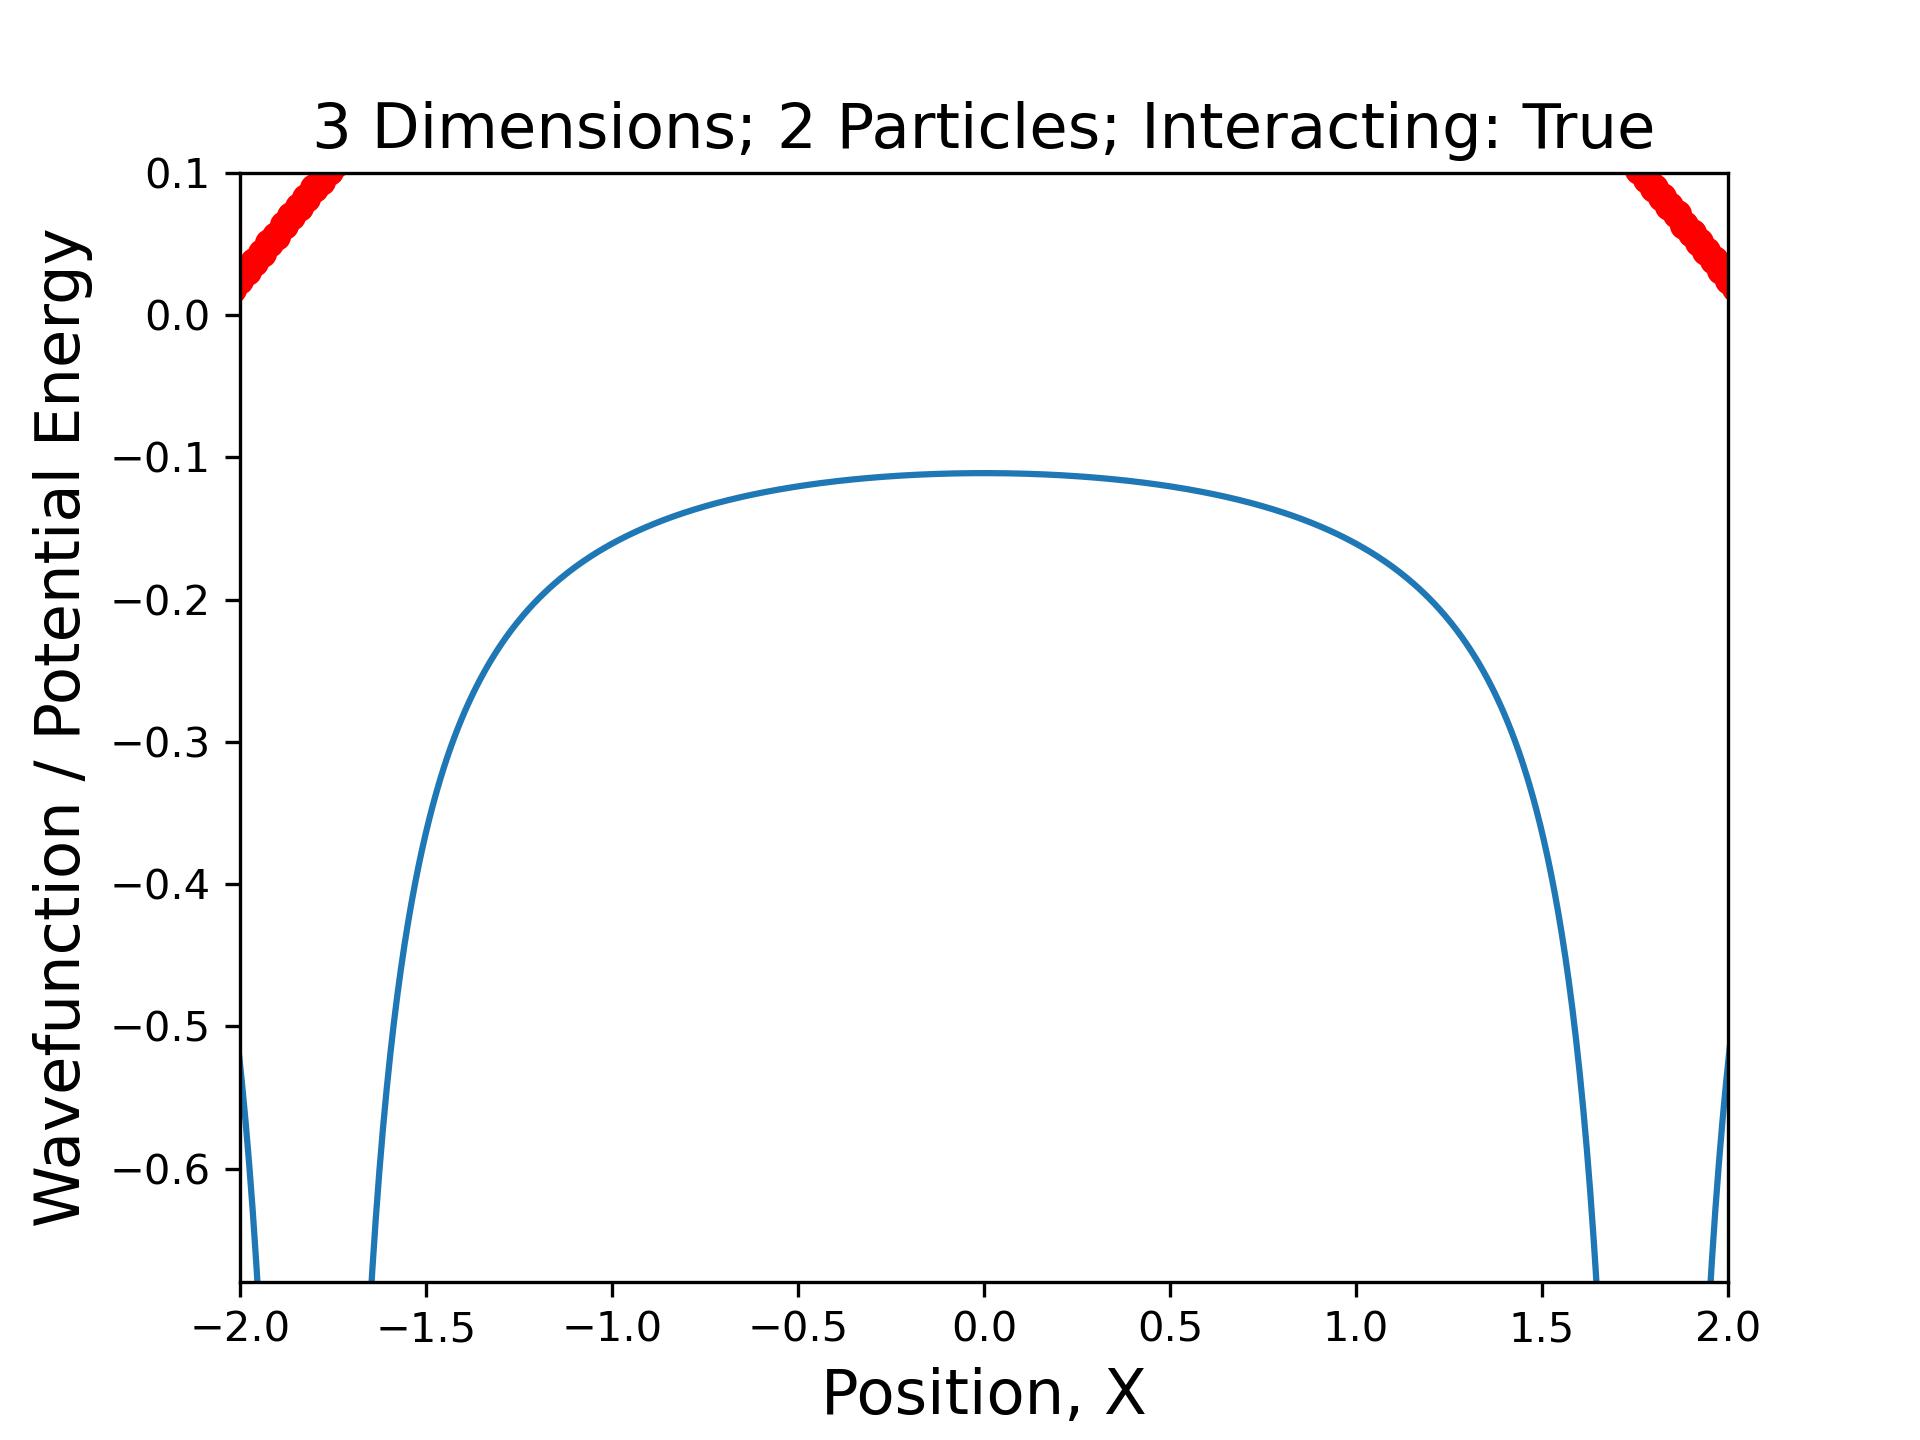 3 Dimensions; 2 Particles; Interacting: True
Wavefunction / Potential Energy
0.1
0.0
−0.1
−0.2
−0.3
−0.4
−0.5
−0.6
−2.0 −1.5 −1.0 −0.5 0.0 0.5 1.0 1.5 2.0
Position, X